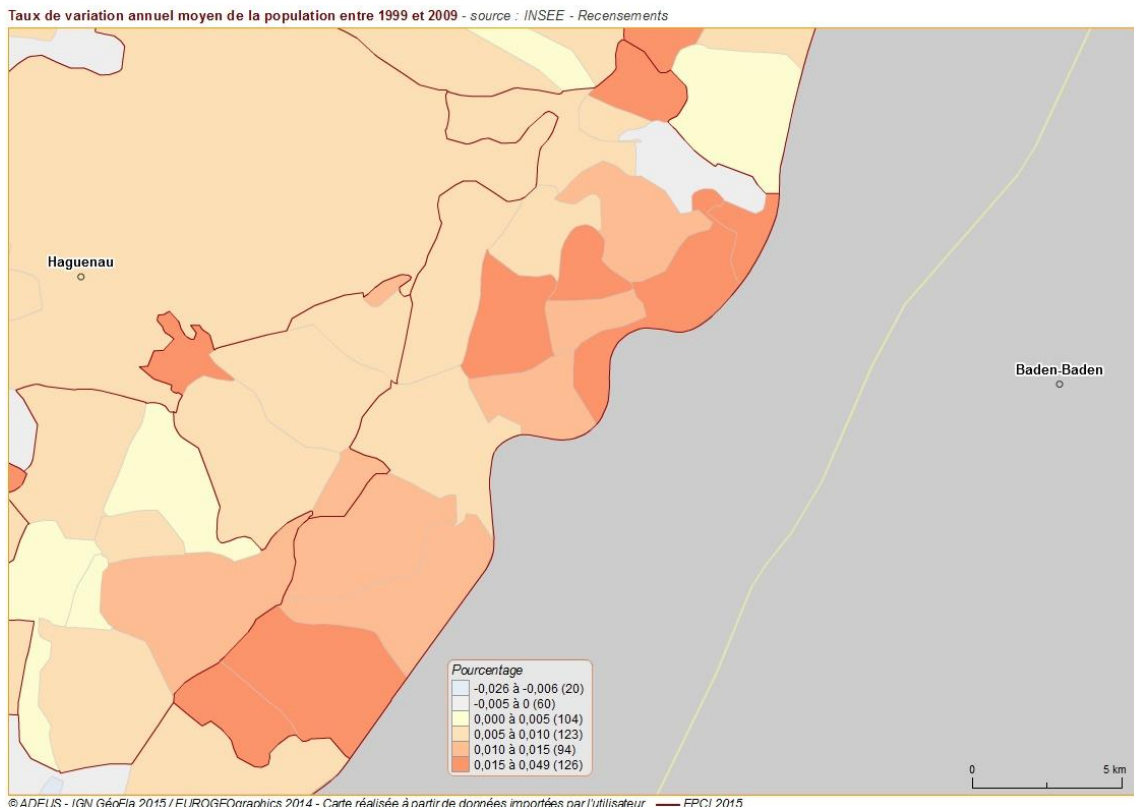 Taux de variation annuel moyen de la population entre 1999 et 2009 - source : INSEE - Recensements
Haguenau
Baden-Baden
Pourcentage
-0,026 à -0,006 (20)
-0,005 à 0 (60)
0,000 à 0,005 (104)
0,005 à 0,010 (123)
0,010 à 0,015 (94)
0,015 à 0,049 (126)
0 5 km
© ADEUS - IGN GéoFla 2015 / EUROGEOgraphics 2014 - Carte réalisée à partir de données importées par l'utilisateur EPCI 2015